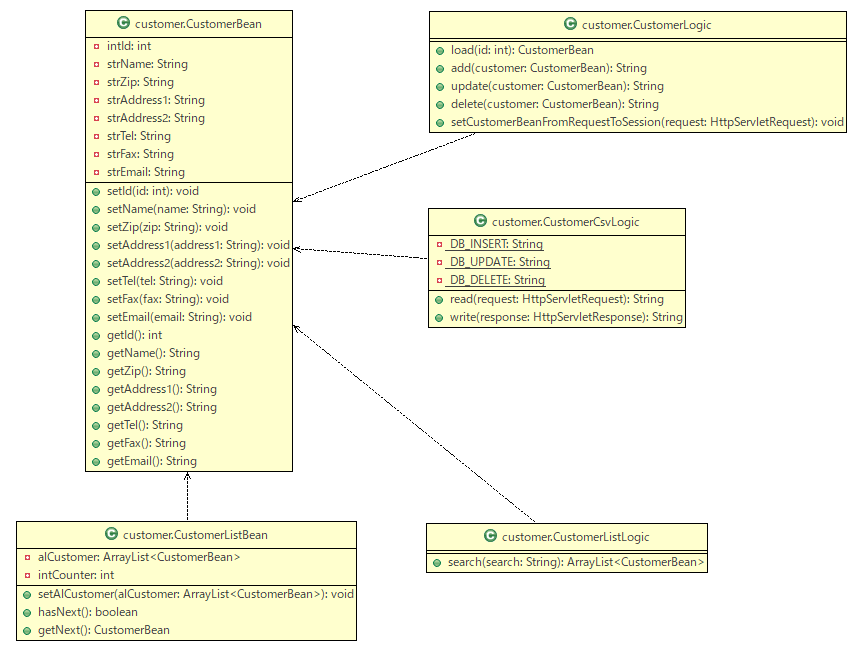 C customer.CustomerBean
intId: int
strName: String
strZip: String
strAddress1: String
strAddress2: String
strTel: String
strFax: String
strEmail: String
setId(id: int): void
setName(name: String): void
setZip(zip: String): void
setAddress1(address1: String): void
setAddress2(address2: String): void
setTel(tel: String): void
setFax(fax: String): void
setEmail(email: String): void
getId(): int
getName(): String
getZip(): String
getAddress1(): String
getAddress2(): String
getTel(): String
getFax(): String
getEmail(): String
C customer.CustomerLogic
load(id: int): CustomerBean
add(customer: CustomerBean): String
update(customer: CustomerBean): String
delete(customer: CustomerBean): String
setCustomerBeanFromRequestToSession(request: HttpServletRequest): void
C customer.CustomerCsvLogic
_DB_INSERT: String
_DB_UPDATE: String
_DB_DELETE: String
read(request: HttpServletRequest): String
write(response: HttpServletResponse): String
C customer.CustomerListBean
alCustomer: ArrayList<CustomerBean>
intCounter: int
setAlCustomer(alCustomer: ArrayList<CustomerBean>): void
hasNext(): boolean
getNext(): CustomerBean
C customer.CustomerListLogic
search(search: String): ArrayList<CustomerBean>